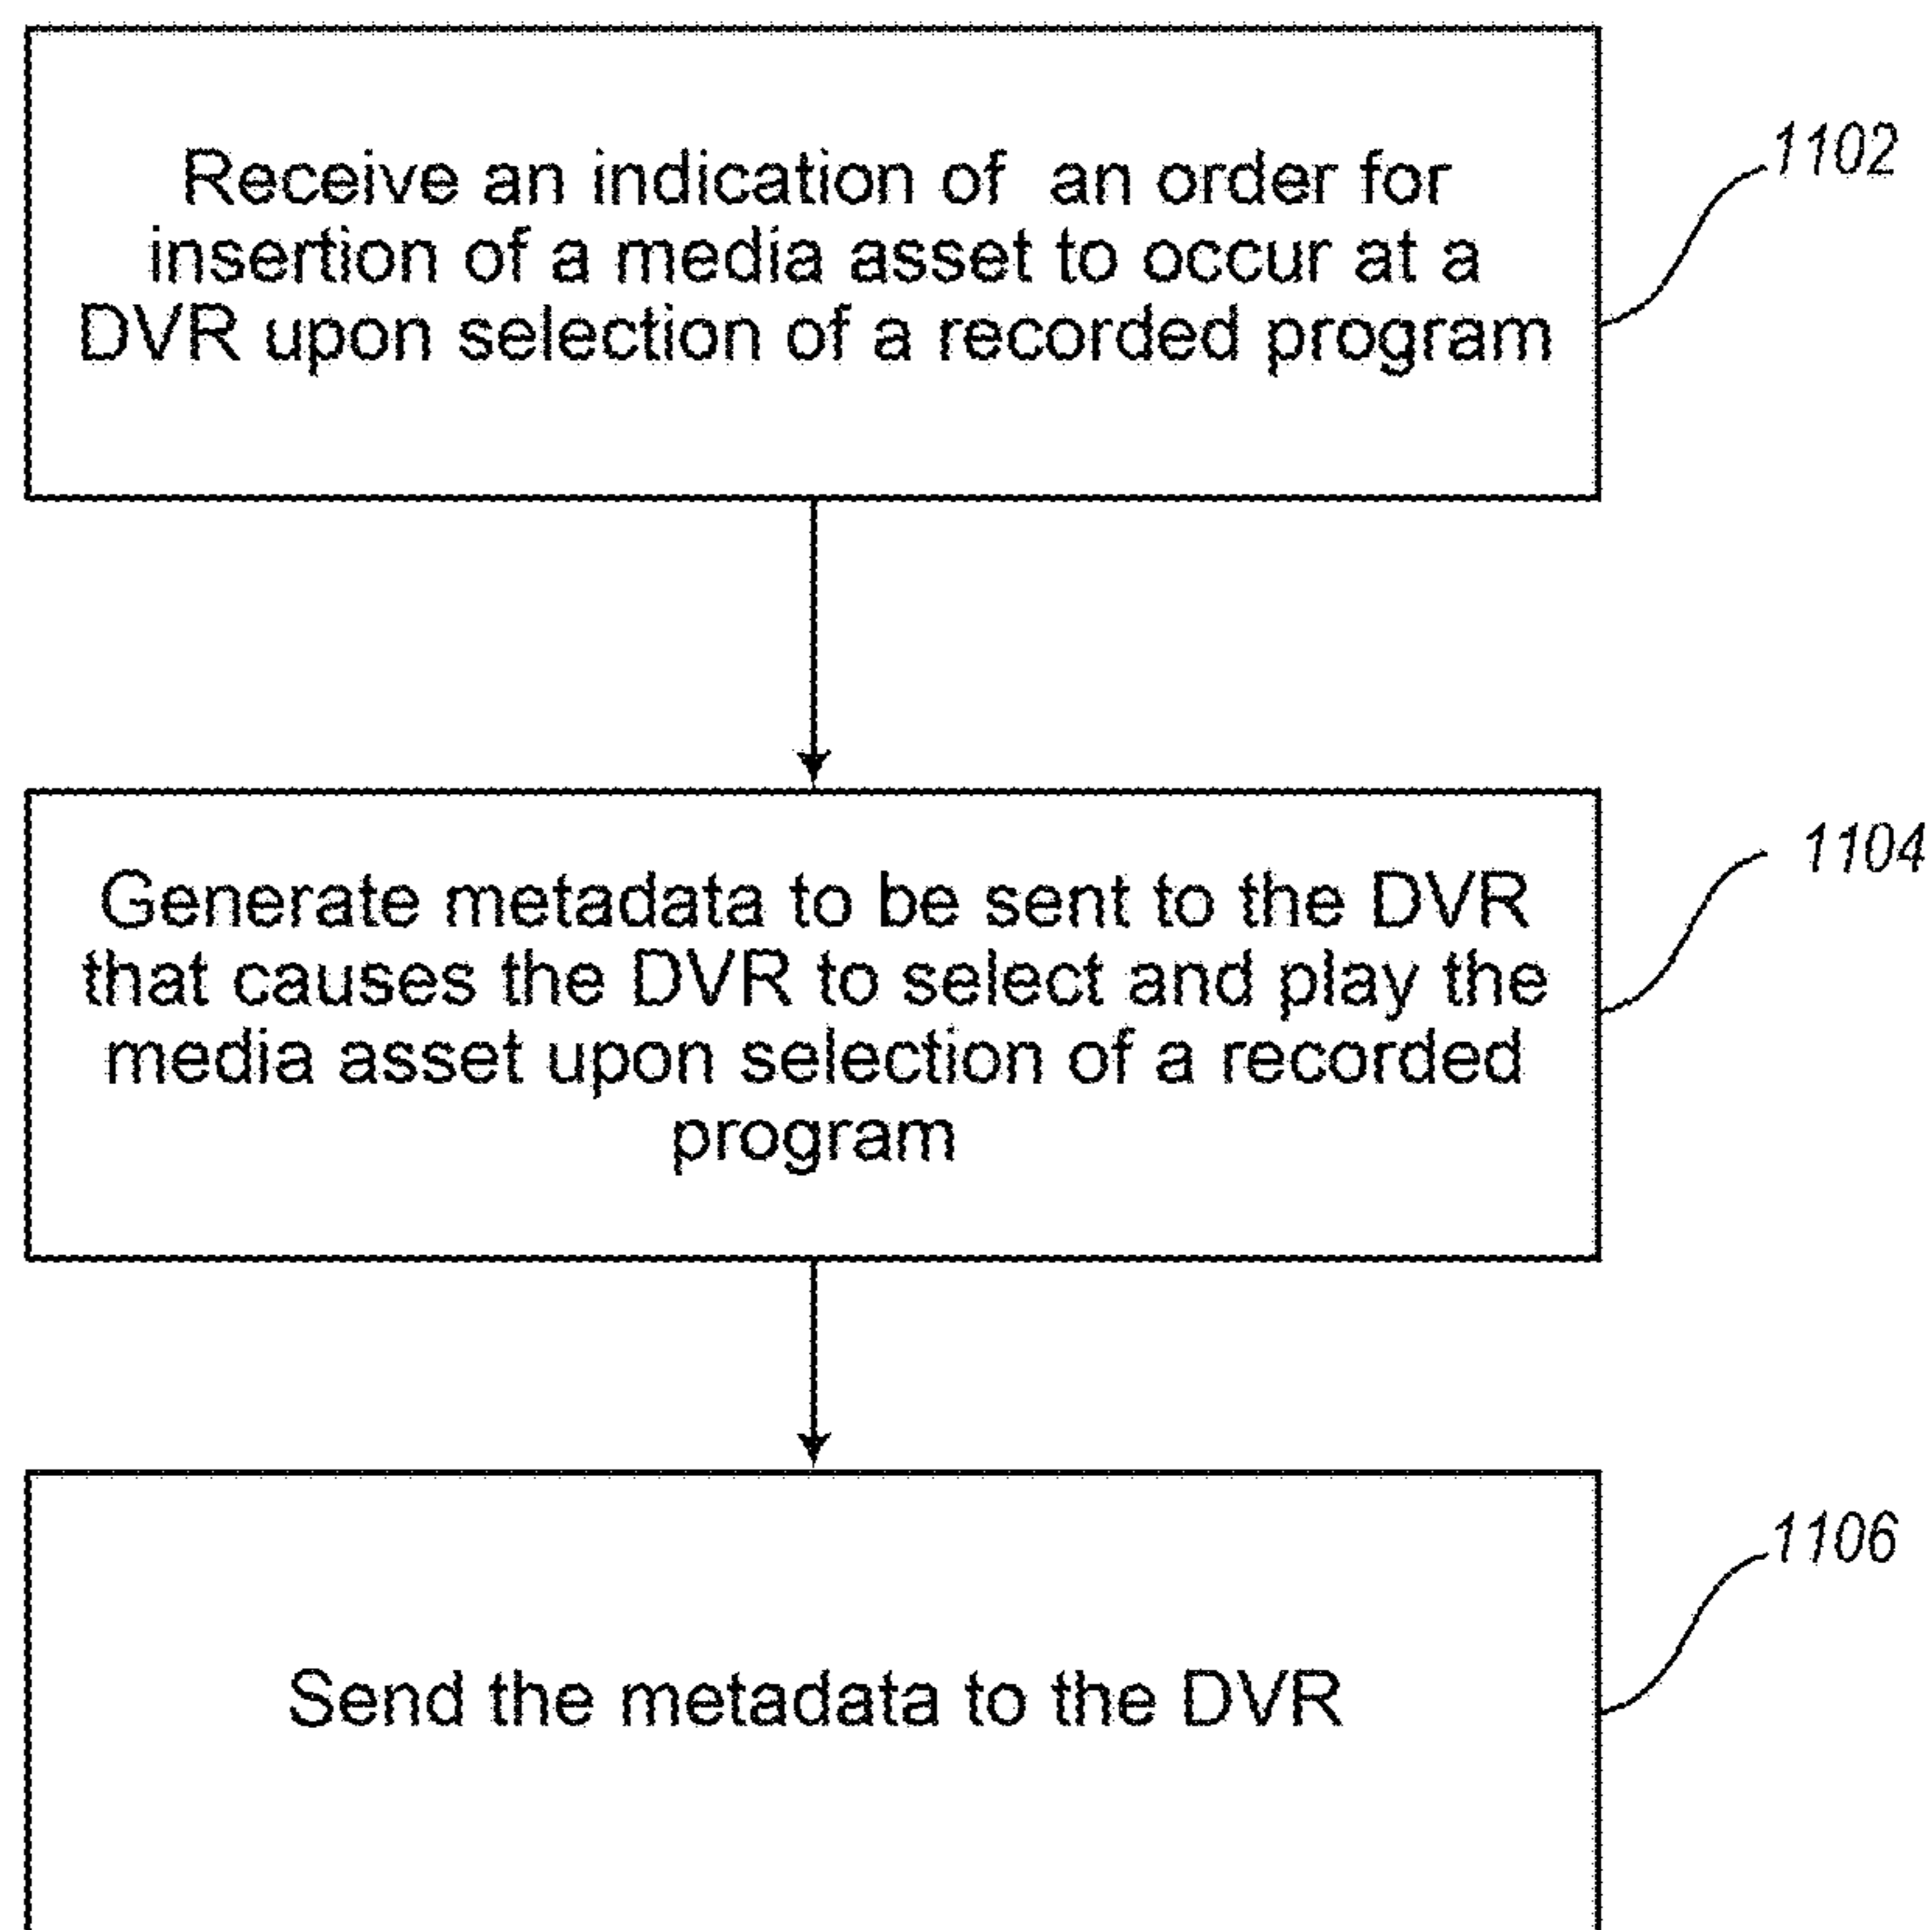 Receive an indication of an order for
insertion of a media asset to occur at a
DVR upon selection of a recorded program
1102
Generate metadata to be sent to the DVR
that causes the DVR to select and play the
media asset upon selection of a recorded
program
1104
Send the metadata to the DVR
1106